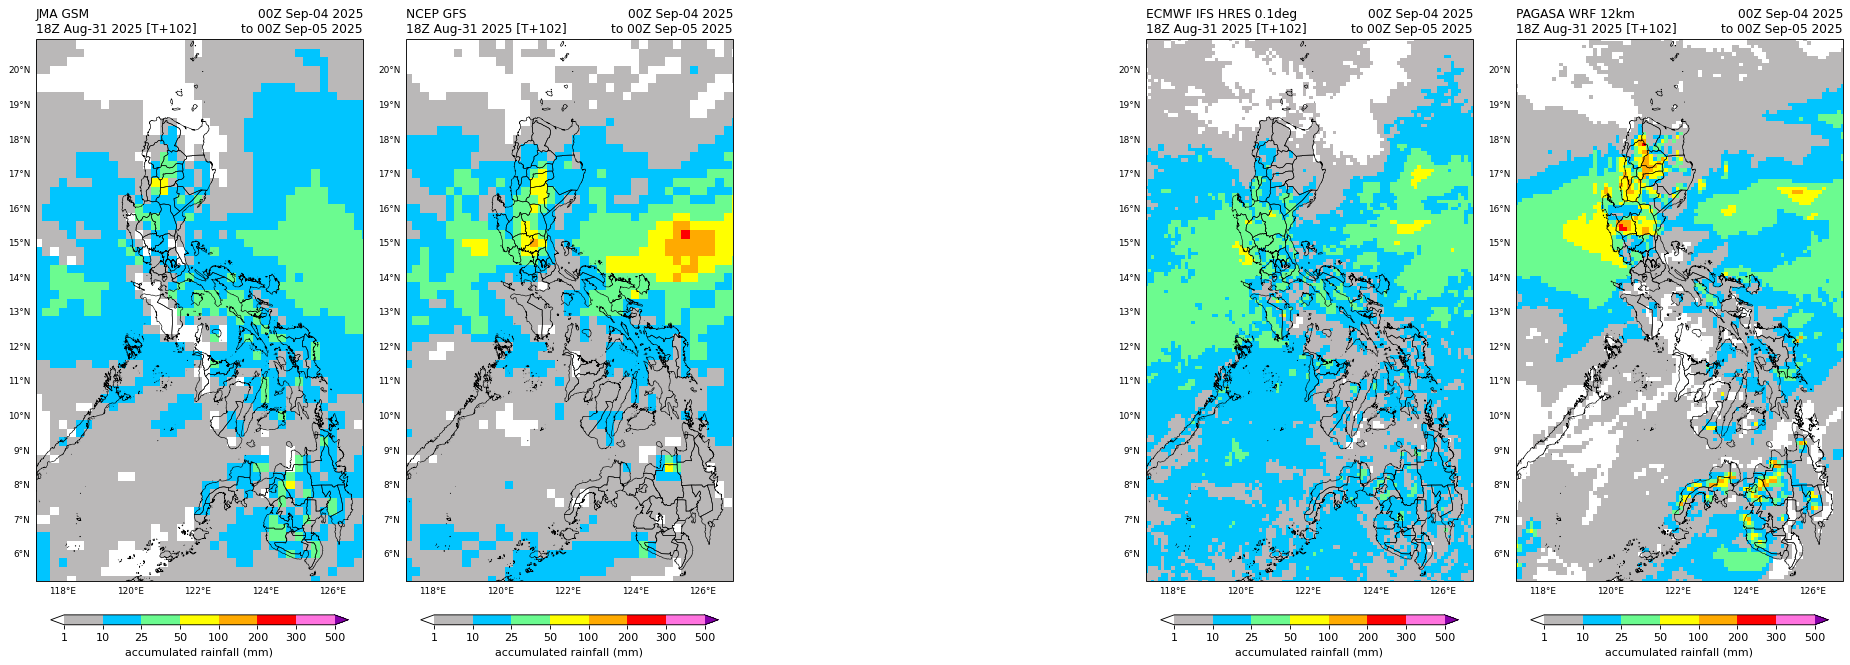 JMA GSM 00Z Sep-04 2025
18Z Aug-31 2025 [T+102] to 00Z Sep-05 2025
20°N
19°N
18°N
17°N
16°N
15°N
14°N
13°N
12°N
11°N
10°N
9°N
8°N
7°N
6°N
118°E 120°E 122°E 124°E 126°E
1 10 25 50 100 200 300 500
accumulated rainfall (mm)
NCEP GFS 00Z Sep-04 2025
18Z Aug-31 2025 [T+102] to 00Z Sep-05 2025
20°N
19°N
18°N
17°N
16°N
15°N
14°N
13°N
12°N
11°N
10°N
9°N
8°N
7°N
6°N
118°E 120°E 122°E 124°E 126°E
1 10 25 50 100 200 300 500
accumulated rainfall (mm)
ECMWF IFS HRES 0.1deg 00Z Sep-04 2025
18Z Aug-31 2025 [T+102] to 00Z Sep-05 2025
20°N
19°N
18°N
17°N
16°N
15°N
14°N
13°N
12°N
11°N
10°N
9°N
8°N
7°N
6°N
118°E 120°E 122°E 124°E 126°E
1 10 25 50 100 200 300 500
accumulated rainfall (mm)
PAGASA WRF 12km 00Z Sep-04 2025
18Z Aug-31 2025 [T+102] to 00Z Sep-05 2025
20°N
19°N
18°N
17°N
16°N
15°N
14°N
13°N
12°N
11°N
10°N
9°N
8°N
7°N
6°N
118°E 120°E 122°E 124°E 126°E
1 10 25 50 100 200 300 500
accumulated rainfall (mm)